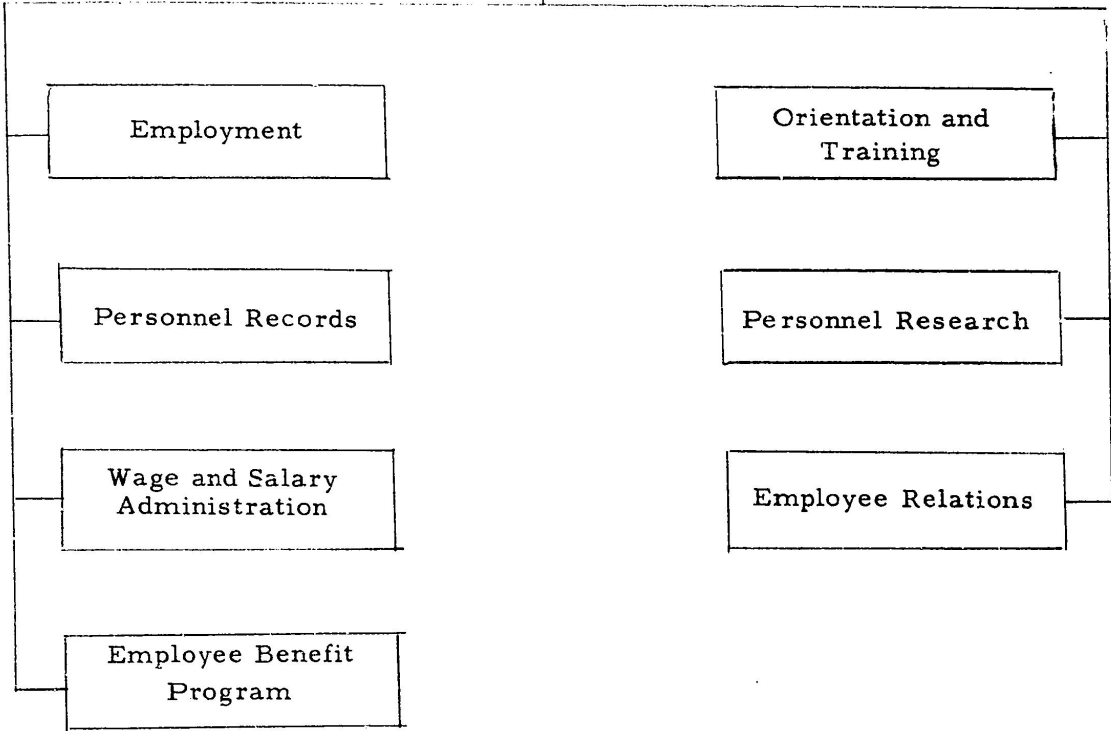 Employment
Personnel Records
Wage and Salary
Administration
Employee Benefit
Program
Orientation and
Training
Personnel Research
Employee Relations